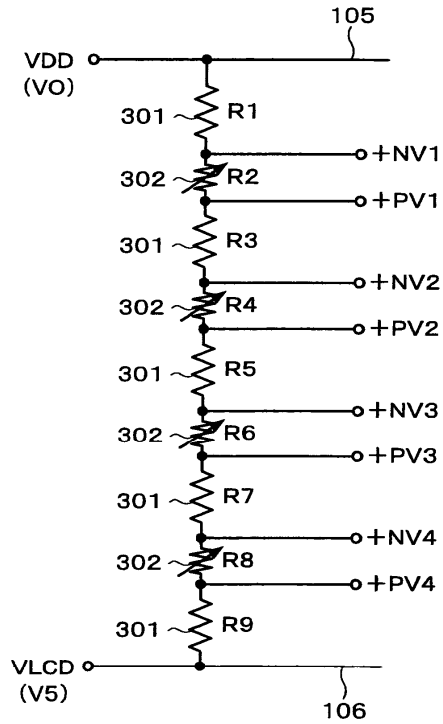 105
VDD
(VO)
301
R1
+NV1
302
R2
+PV1
301
R3
+NV2
302
R4
+PV2
301
R5
+NV3
302
R6
+PV3
301
R7
+NV4
302
R8
+PV4
301
R9
VLCD
(V5)
106